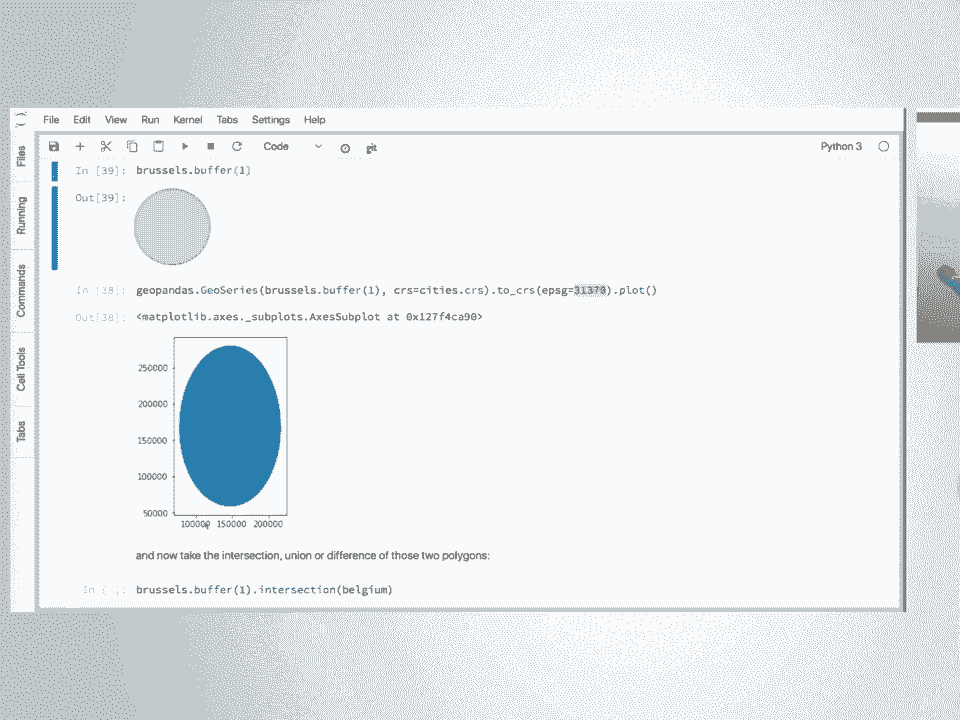 File Edit View Run Kernel Tabs Settings Help
Files
Running
Commands
Cell Tools
Tabs
Code
git
Python 3
In [39]: brussels.buffer(1)
Out[39]:
In [38]: geopandas.GeoSeries(brussels.buffer(1), crs=cities.crs).to_crs(epsg=31370).plot()
Out[38]: <matplotlib.axes._subplots.AxesSubplot at 0x127f4ca90>
250000
200000
150000
100000
50000
100000 150000 200000
and now take the intersection, union or difference of those two polygons:
In [ ]: brussels.buffer(1).intersection(belgium)